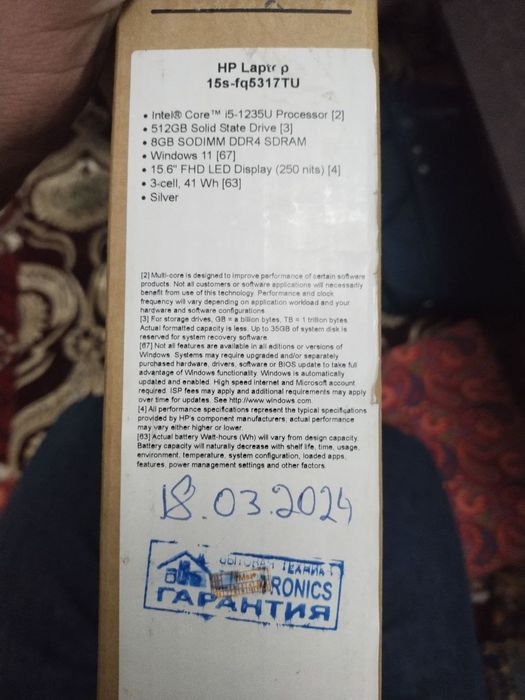 HP Laptop
15s-fq5317TU
• Intel® Core™ i5-1235U Processor [2]
• 512GB Solid State Drive [3]
• 8GB SODIMM DDR4 SDRAM
• Windows 11 [67]
• 15.6" FHD LED Display (250 nits) [4]
• 3-cell, 41 Wh [63]
• Silver
[2] Multi-core is designed to improve performance of certain software
products. Not all customers or software applications will necessarily
benefit from use of this technology. Performance and clock
frequency will vary depending on application workload and your
hardware and software configurations.
[3] For storage drives, GB = a billion bytes, TB = 1 trillion bytes.
Actual formatted capacity is less. Up to 35GB of system disk is
reserved for system recovery software.
[67] Not all features are available in all editions or versions of
Windows. Systems may require upgraded and/or separately
purchased hardware, drivers, software or BIOS update to take full
advantage of Windows functionality. Windows is automatically
updated and enabled. High speed internet and Microsoft account
required. ISP fees may apply and additional requirements may apply
over time for updates. See http://www.windows.com.
[4] All performance specifications represent the typical specifications
provided by HP's component manufacturers; actual performance
may vary either higher or lower.
[63] Actual battery Watt-hours (Wh) will vary from design capacity.
Battery capacity will naturally decrease with shelf life, time, usage,
environment, temperature, system configuration, loaded apps,
features, power management settings and other factors.
18.03.2024
ТЕХНИКА
RONICS
ГАРАНТИЯ